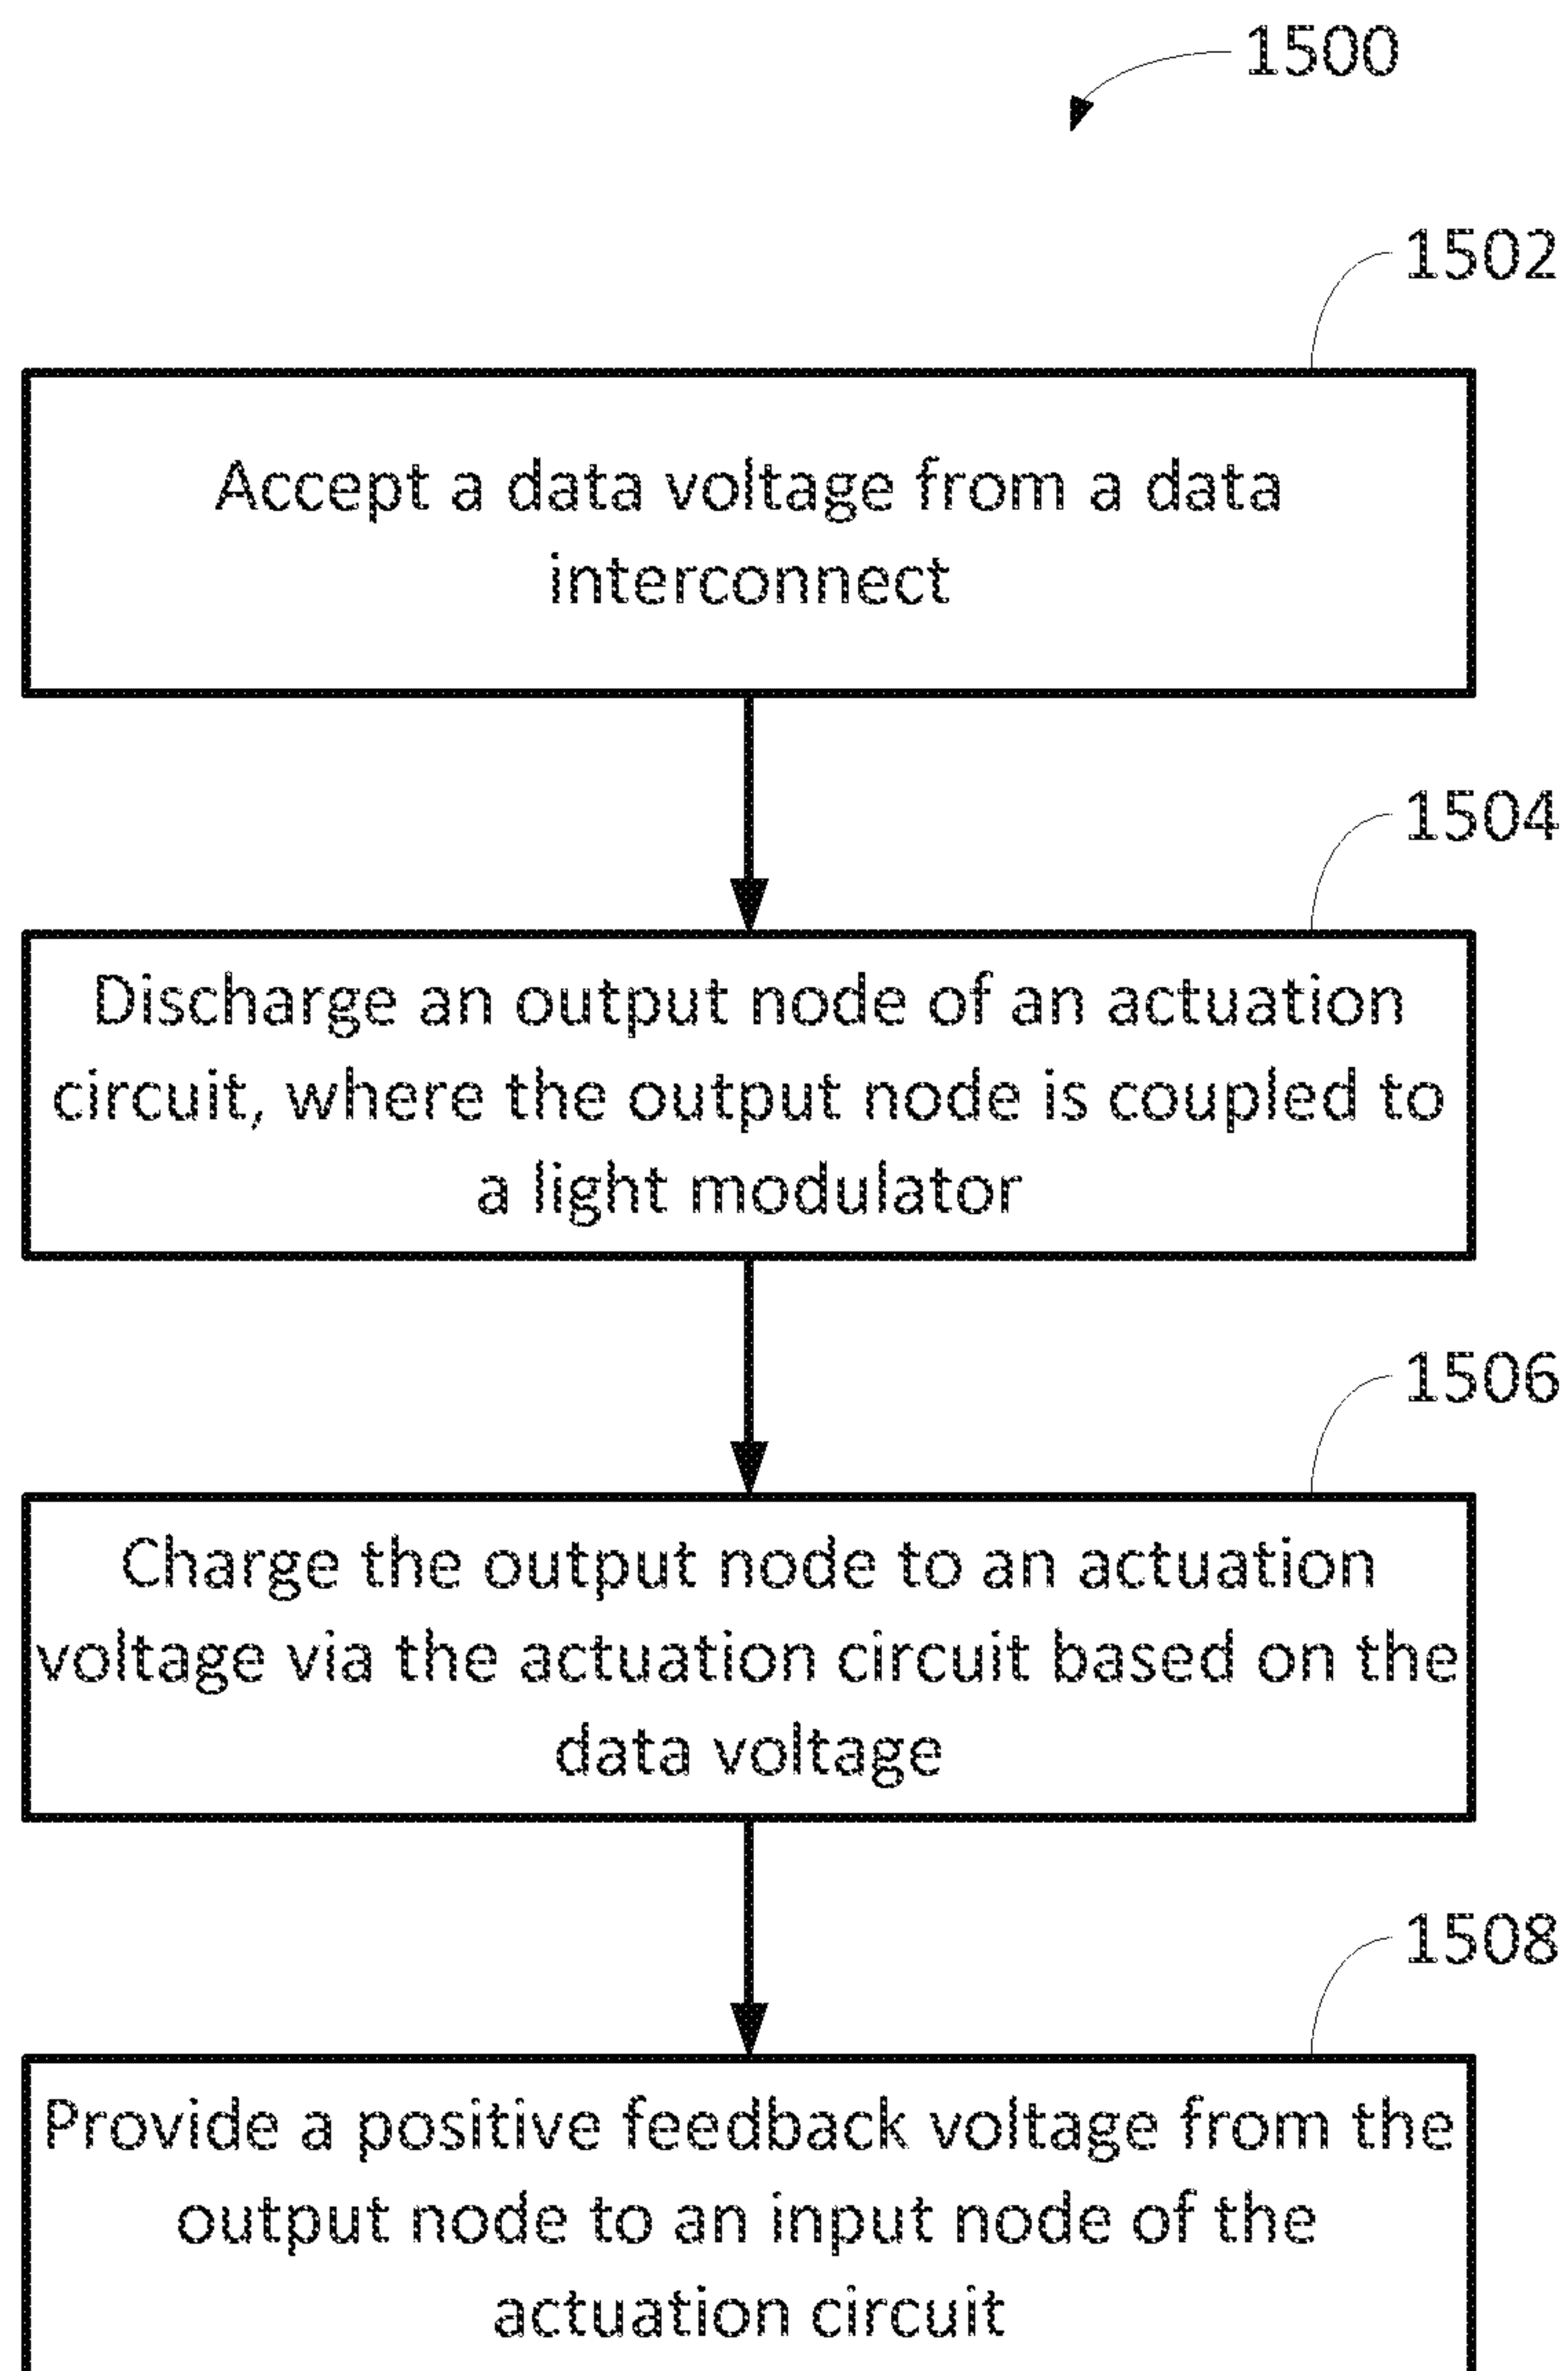 1500
1502
Accept a data voltage from a data
interconnect
1504
Discharge an output node of an actuation
circuit, where the output node is coupled to
a light modulator
1506
Charge the output node to an actuation
voltage via the actuation circuit based on the
data voltage
1508
Provide a positive feedback voltage from the
output node to an input node of the
actuation circuit